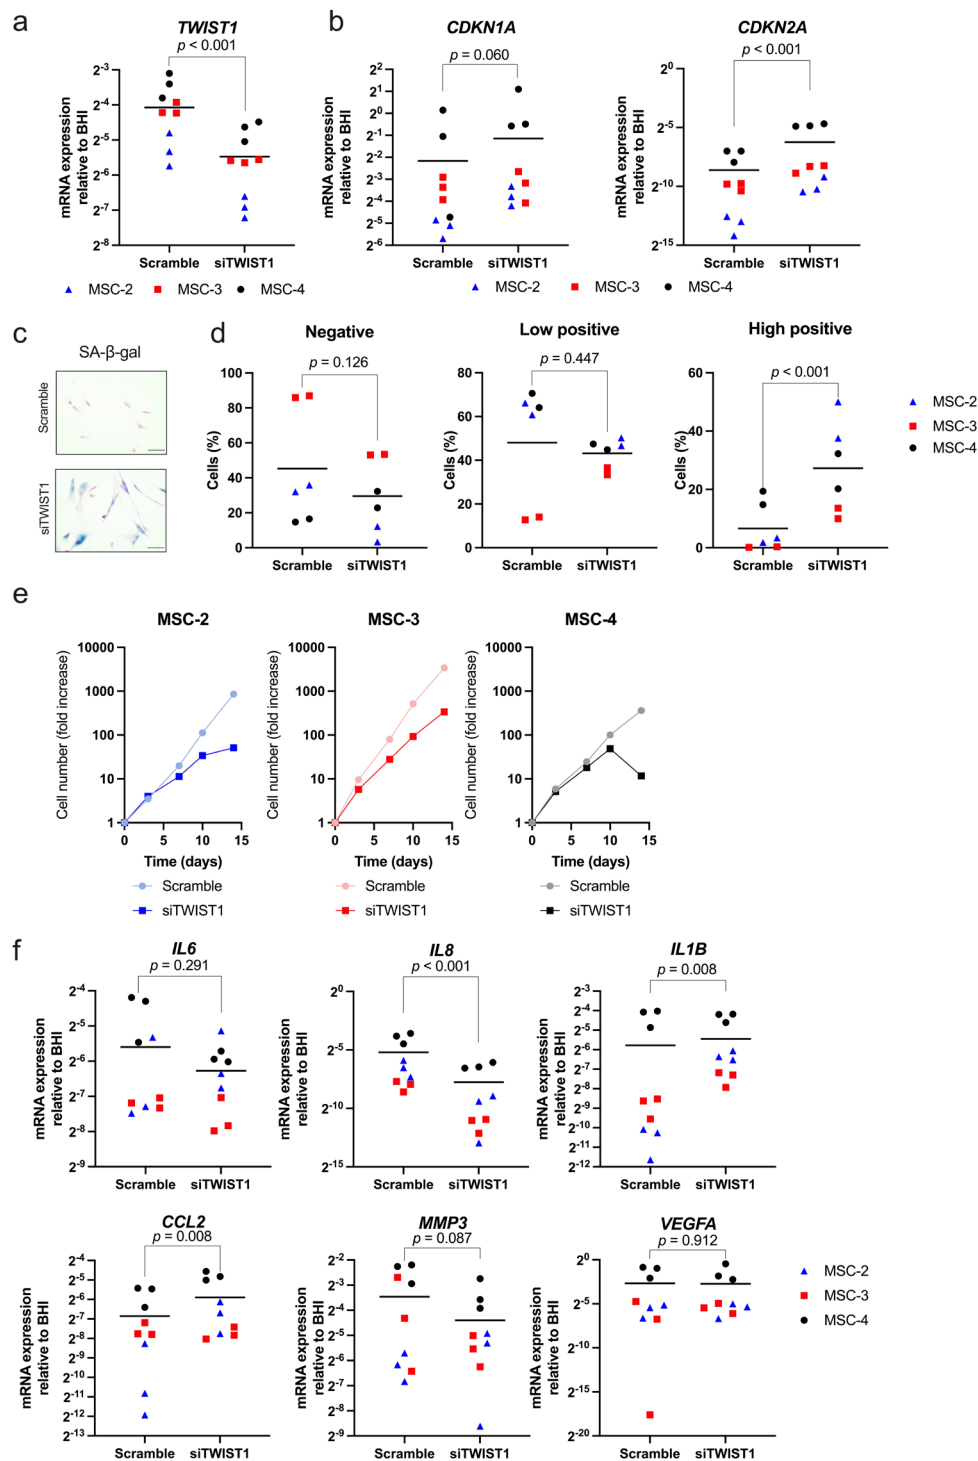 a
TWIST1
p < 0.001
mRNA expression
relative to BHI
2-3
2-4
2-5
2-6
2-7
2-8
Scramble siTWIST1
MSC-2 MSC-3 MSC-4
b
CDKN1A
p = 0.060
mRNA expression
relative to BHI
22
21
20
2-1
2-2
2-3
2-4
2-5
2-6
Scramble siTWIST1
CDKN2A
p < 0.001
mRNA expression
relative to BHI
20
2-5
2-10
2-15
Scramble siTWIST1
MSC-2 MSC-3 MSC-4
c
SA-β-gal
Scramble
siTWIST1
d
Negative
p = 0.126
Cells (%)
100
80
60
40
20
0
Scramble siTWIST1
Low positive
p = 0.447
Cells (%)
80
60
40
20
0
Scramble siTWIST1
High positive
p < 0.001
Cells (%)
60
40
20
0
Scramble siTWIST1
MSC-2
MSC-3
MSC-4
e
MSC-2
Cell number (fold increase)
10000
1000
100
10
1
0 5 10 15
Time (days)
Scramble
siTWIST1
MSC-3
Cell number (fold increase)
10000
1000
100
10
1
0 5 10 15
Time (days)
Scramble
siTWIST1
MSC-4
Cell number (fold increase)
10000
1000
100
10
1
0 5 10 15
Time (days)
Scramble
siTWIST1
f
IL6
p = 0.291
mRNA expression
relative to BHI
2-4
2-5
2-6
2-7
2-8
2-9
Scramble siTWIST1
IL8
p < 0.001
mRNA expression
relative to BHI
20
2-5
2-10
2-15
Scramble siTWIST1
IL1B
p = 0.008
mRNA expression
relative to BHI
2-3
2-4
2-5
2-6
2-7
2-8
2-9
2-10
2-11
2-12
Scramble siTWIST1
CCL2
p = 0.008
mRNA expression
relative to BHI
2-4
2-5
2-6
2-7
2-8
2-9
2-10
2-11
2-12
2-13
Scramble siTWIST1
MMP3
p = 0.087
mRNA expression
relative to BHI
2-2
2-3
2-4
2-5
2-6
2-7
2-8
2-9
Scramble siTWIST1
VEGFA
p = 0.912
mRNA expression
relative to BHI
20
2-5
2-10
2-15
2-20
Scramble siTWIST1
MSC-2
MSC-3
MSC-4